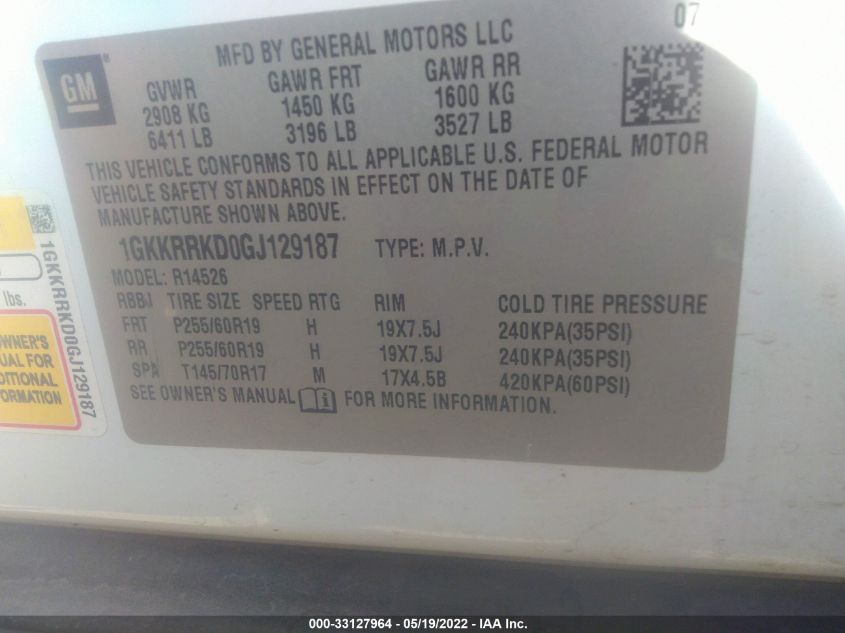 07
MFD BY GENERAL MOTORS LLC
GM®
GVWR GAWR FRT GAWR RR
2908 KG 1450 KG 1600 KG
6411 LB 3196 LB 3527 LB
THIS VEHICLE CONFORMS TO ALL APPLICABLE U.S. FEDERAL MOTOR
VEHICLE SAFETY STANDARDS IN EFFECT ON THE DATE OF
MANUFACTURE SHOWN ABOVE.
1GKKRRKD0GJ129187 TYPE: M.P.V.
MODEL: R14526
RBBJ TIRE SIZE SPEED RTG RIM COLD TIRE PRESSURE
FRT P255/60R19 H 19X7.5J 240KPA(35PSI)
RR P255/60R19 H 19X7.5J 240KPA(35PSI)
SPA T145/70R17 M 17X4.5B 420KPA(60PSI)
SEE OWNER'S MANUAL i FOR MORE INFORMATION.
1GKKRRKD0GJ129187
lbs.
OWNER'S
UAL FOR
DITIONAL
ORMATION
000-33127964 - 05/19/2022 - IAA Inc.